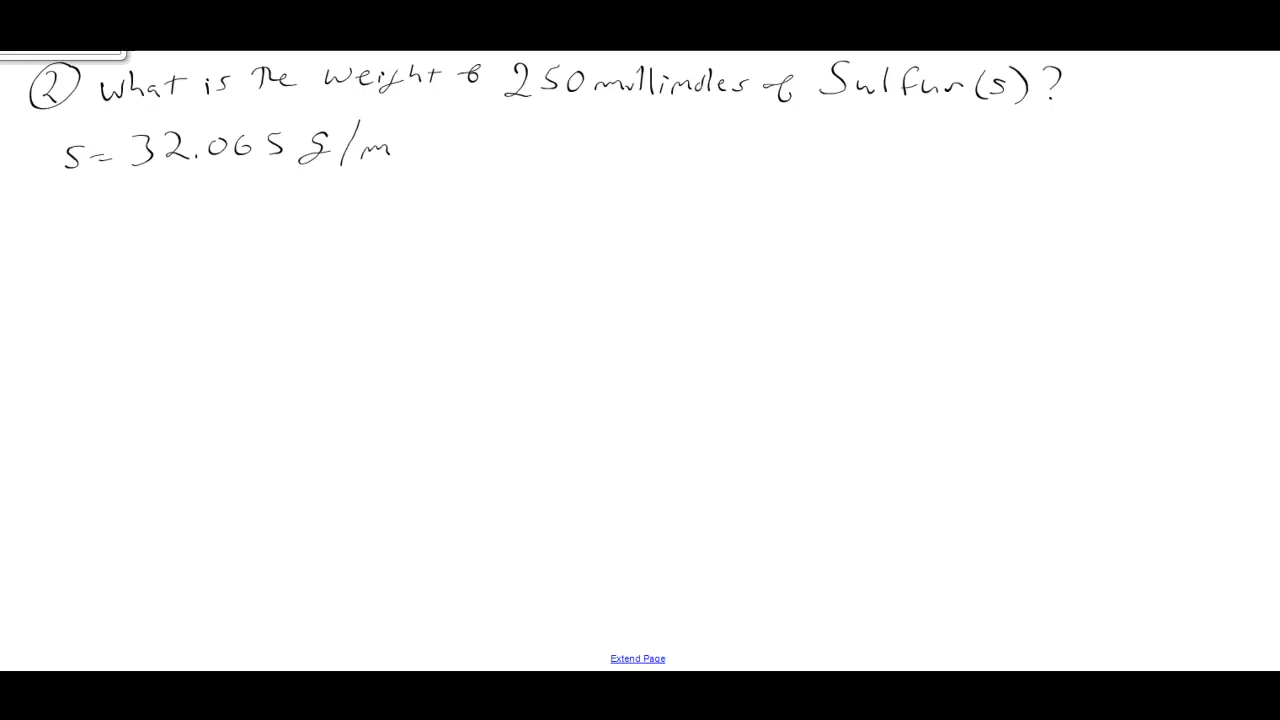 ② What is the weight of 250 millimoles of Sulfur (s)?
S = 32.065 g/m
Extend Page